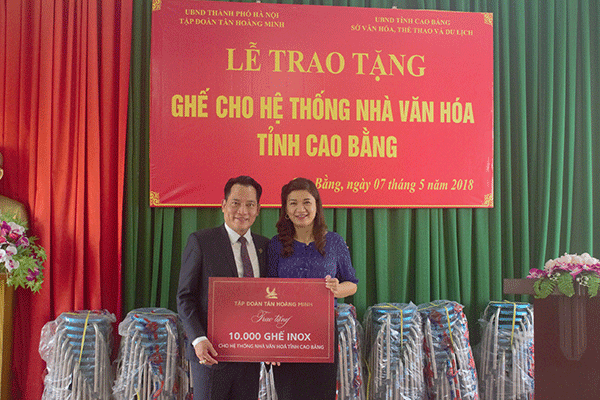 UBND THÀNH PHỐ HÀ NỘI
TẬP ĐOÀN TÂN HOÀNG MINH
UBND TỈNH CAO BẰNG
SỞ VĂN HÓA, THỂ THAO VÀ DU LỊCH
LỄ TRAO TẶNG
GHẾ CHO HỆ THỐNG NHÀ VĂN HÓA
TỈNH CAO BẰNG
Bằng, ngày 07 tháng 5 năm 2018
TẬP ĐOÀN TÂN HOÀNG MINH
Trao tặng
10.000 GHẾ INOX
CHO HỆ THỐNG NHÀ VĂN HOÁ TỈNH CAO BẰNG